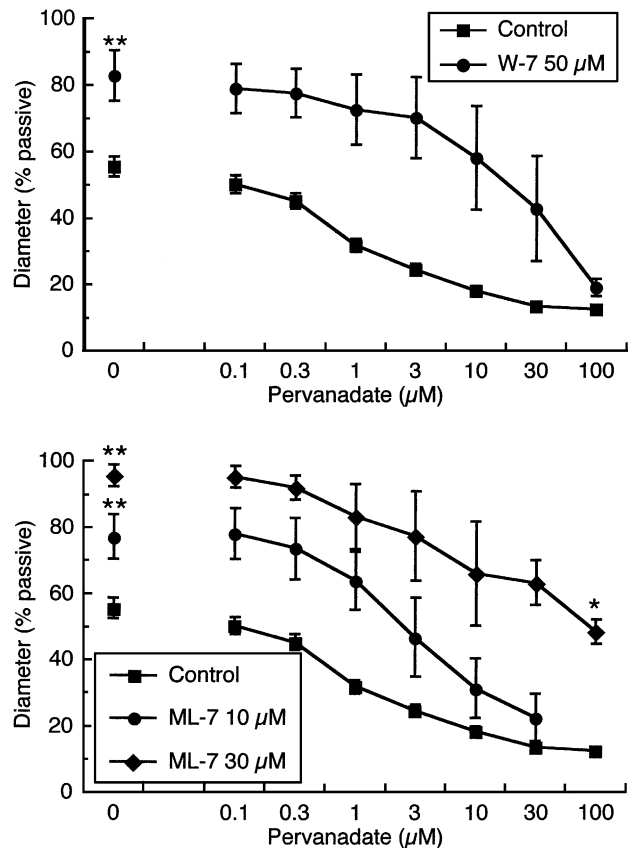 100
80
60
40
20
0
Diameter (% passive)
**
Control
W-7 50 µM
0 0.1 0.3 1 3 10 30 100
Pervanadate (µM)
100
80
60
40
20
0
Diameter (% passive)
**
**
*
Control
ML-7 10 µM
ML-7 30 µM
0 0.1 0.3 1 3 10 30 100
Pervanadate (µM)